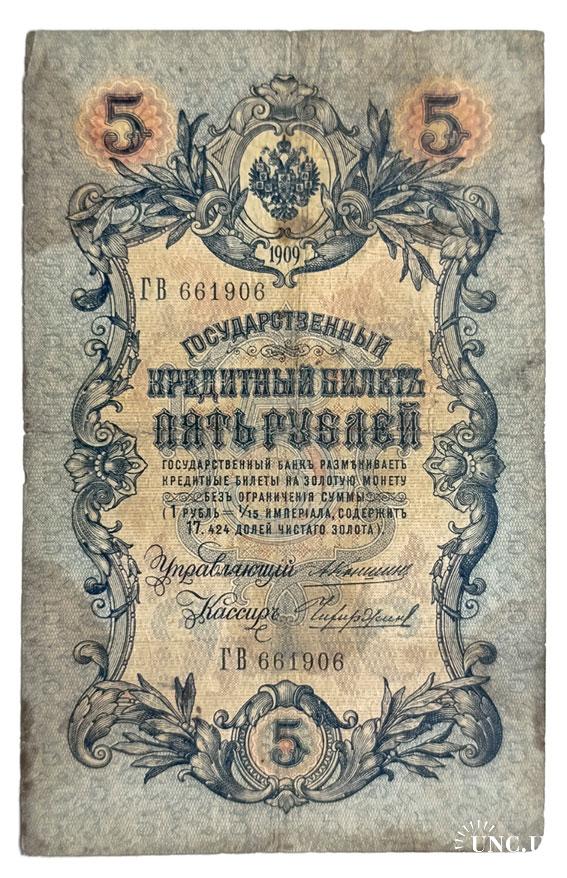 5 5
1909
ГВ 661906
ГОСУДАРСТВЕННЫЙ
КРЕДИТНЫЙ БИЛЕТЪ
ПЯТЬ РУБЛЕЙ
ГОСУДАРСТВЕННЫЙ БАНКЪ РАЗМѢНИВАЕТЪ
КРЕДИТНЫЕ БИЛЕТЫ НА ЗОЛОТУЮ МОНЕТУ
БЕЗЪ ОГРАНИЧЕНІЯ СУММЫ
(1 РУБЛЬ = 1/15 ИМПЕРІАЛА, СОДЕРЖИТЪ
17.424 ДОЛЕЙ ЧИСТАГО ЗОЛОТА).
Управляющій
Кассиръ
ГВ 661906
5